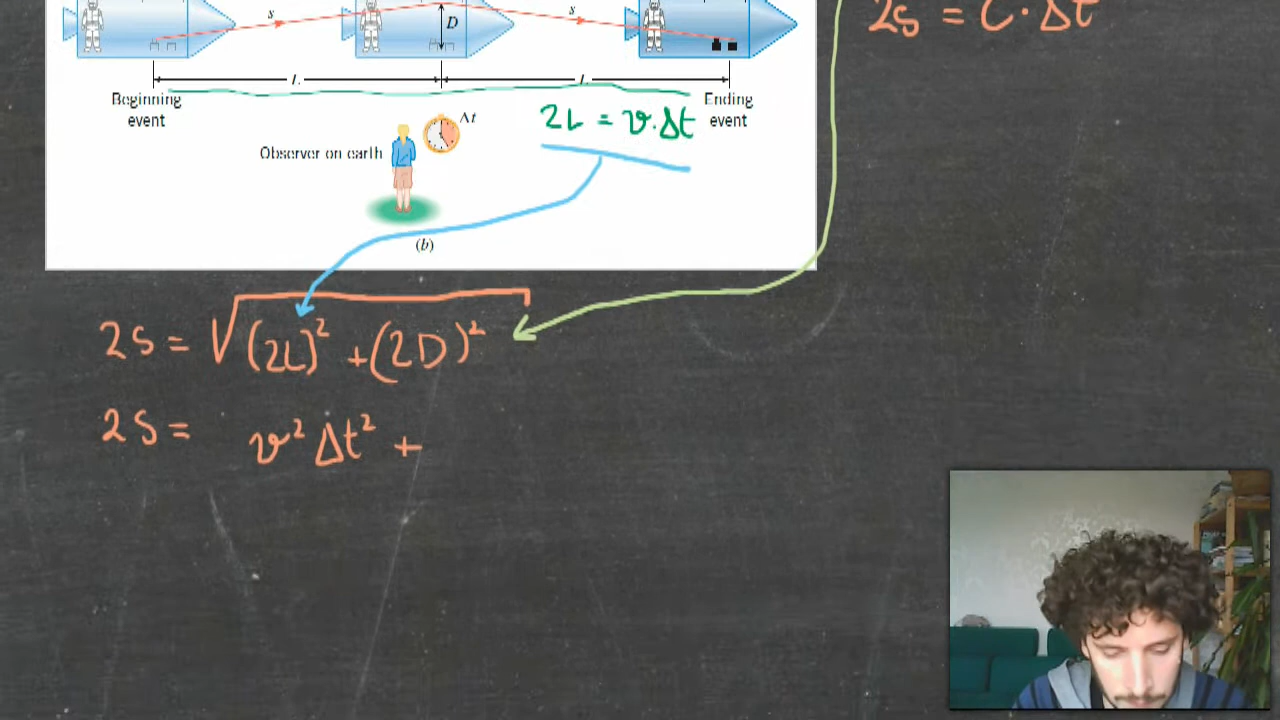 2s = C · Δt
s
D
s
L
L
Beginning
event
Ending
event
2L = v·Δt
Δt
Observer on earth
(b)
2S = √(2L)² + (2D)²
2S = v² Δt² +